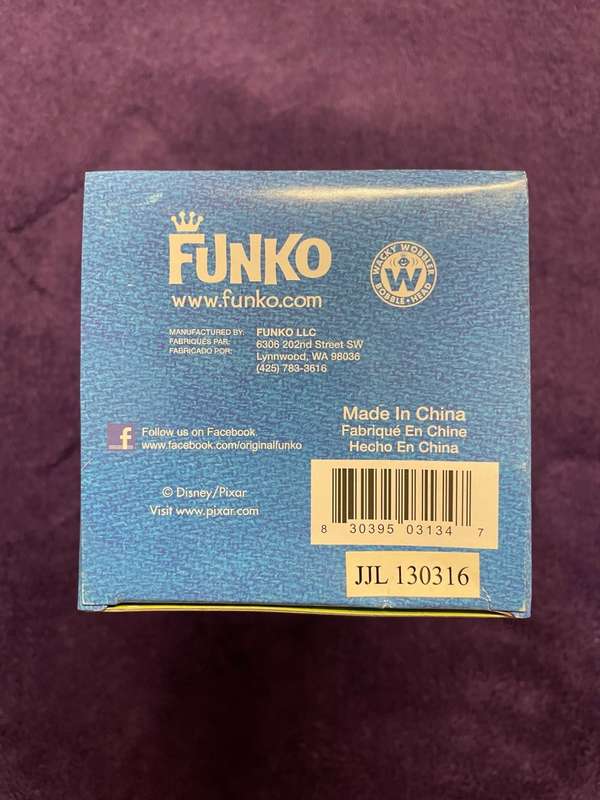 FUNKO
www.funko.com
WACKY WOBBLER
W
BOBBLE-HEAD
MANUFACTURED BY: FUNKO LLC
FABRIQUÉS PAR: 6306 202nd Street SW
FABRICADO POR: Lynnwood, WA 98036
(425) 783-3616
Made In China
Fabriqué En Chine
Hecho En China
f
Follow us on Facebook
www.facebook.com/originalfunko
© Disney/Pixar
Visit www.pixar.com
8 30395 03134 7
JJL 130316